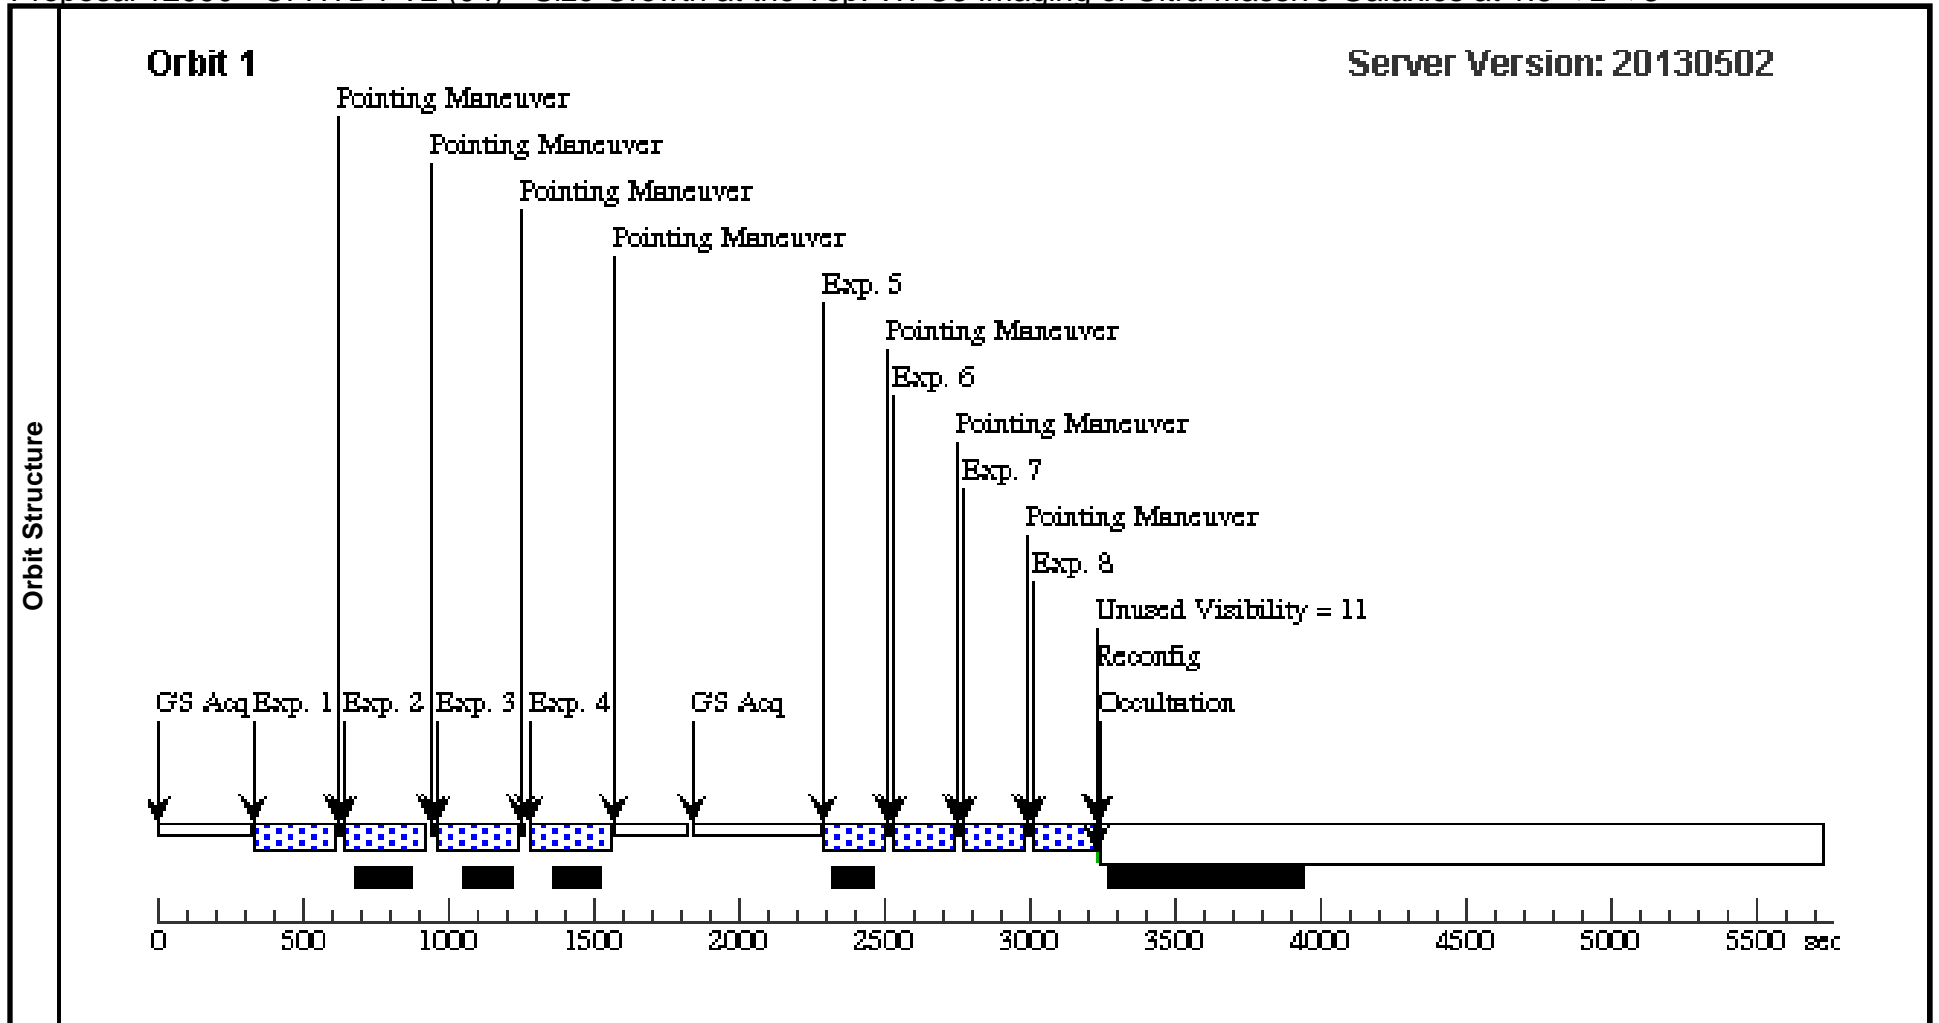 Orbit 1
Server Version: 20130502
Pointing Maneuver
Pointing Maneuver
Pointing Maneuver
Pointing Maneuver
Exp. 5
Pointing Maneuver
Exp. 6
Pointing Maneuver
Exp. 7
Pointing Maneuver
Exp. 8
Unused Visibility = 11
Reconfig
GS Acq Exp. 1 Exp. 2 Exp. 3 Exp. 4 GS Acq Occultation
Orbit Structure
0 500 1000 1500 2000 2500 3000 3500 4000 4500 5000 5500 sec